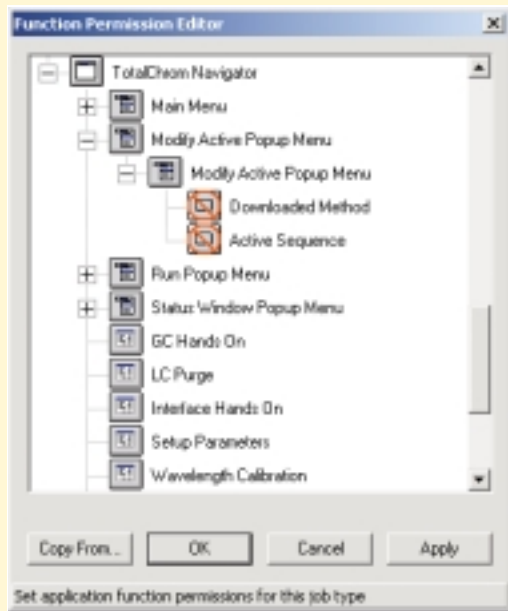 Function Permission Editor
TotalChrom Navigator
Main Menu
Modify Active Popup Menu
Modify Active Popup Menu
Downloaded Method
Active Sequence
Run Popup Menu
Status Window Popup Menu
GC Hands On
LC Purge
Interface Hands On
Setup Parameters
Wavelength Calibration
Copy From... OK Cancel Apply
Set application function permissions for this job type